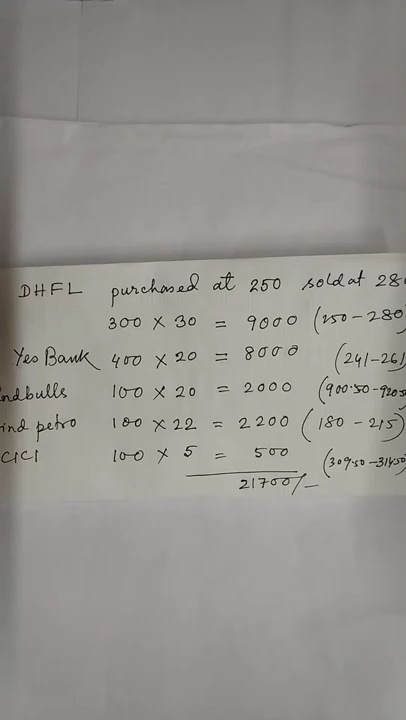 DHFL purchased at 250 sold at 280
300 × 30 = 9000 (250-280)
Yes Bank 400 × 20 = 8000 (241-261)
ndbulls 100 × 20 = 2000 (900.50-920.5
ind petro 100 × 22 = 2200 (180-215)
CICI 100 × 5 = 500 (309.50-314.50
21700/-